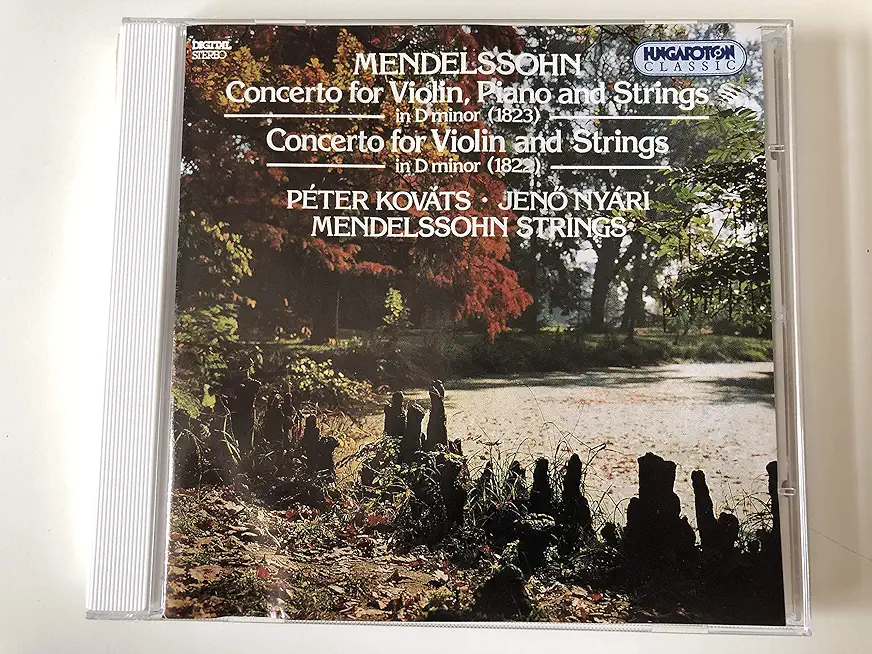 DIGITAL
STEREO
HUNGAROTON
CLASSIC
MENDELSSOHN
Concerto for Violin, Piano and Strings
in D minor (1823)
Concerto for Violin and Strings
in D minor (1822)
PÉTER KOVÁTS · JENŐ NYÁRI
MENDELSSOHN STRINGS